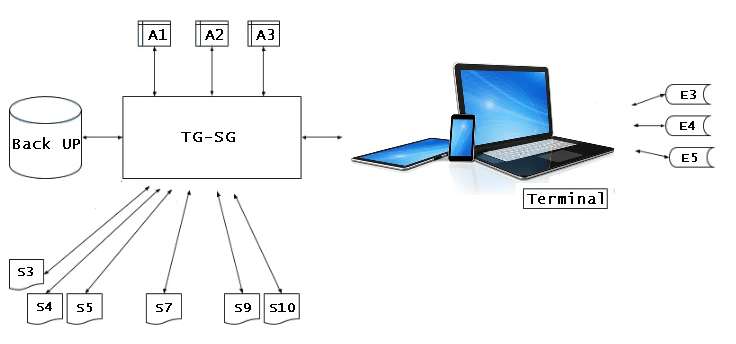 A1 A2 A3
Back UP
TG-SG
E3
E4
E5
Terminal
S3
S4 S5 S7 S9 S10